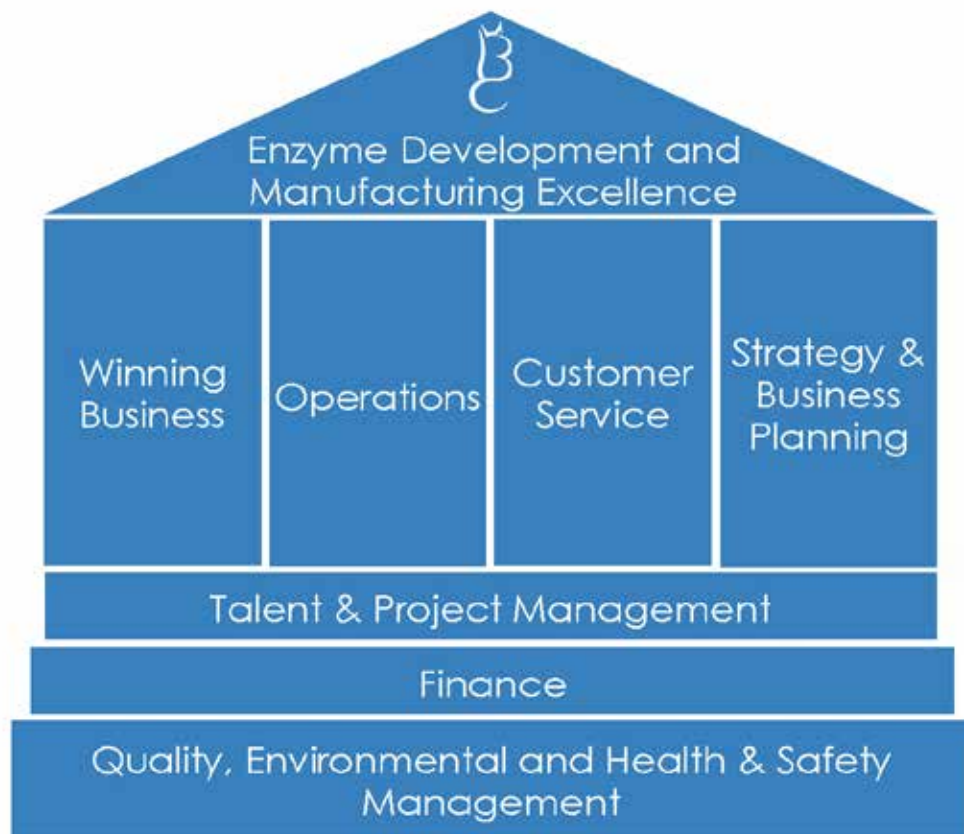 BC
Enzyme Development and
Manufacturing Excellence
Winning
Business
Operations
Customer
Service
Strategy &
Business
Planning
Talent & Project Management
Finance
Quality, Environmental and Health & Safety
Management